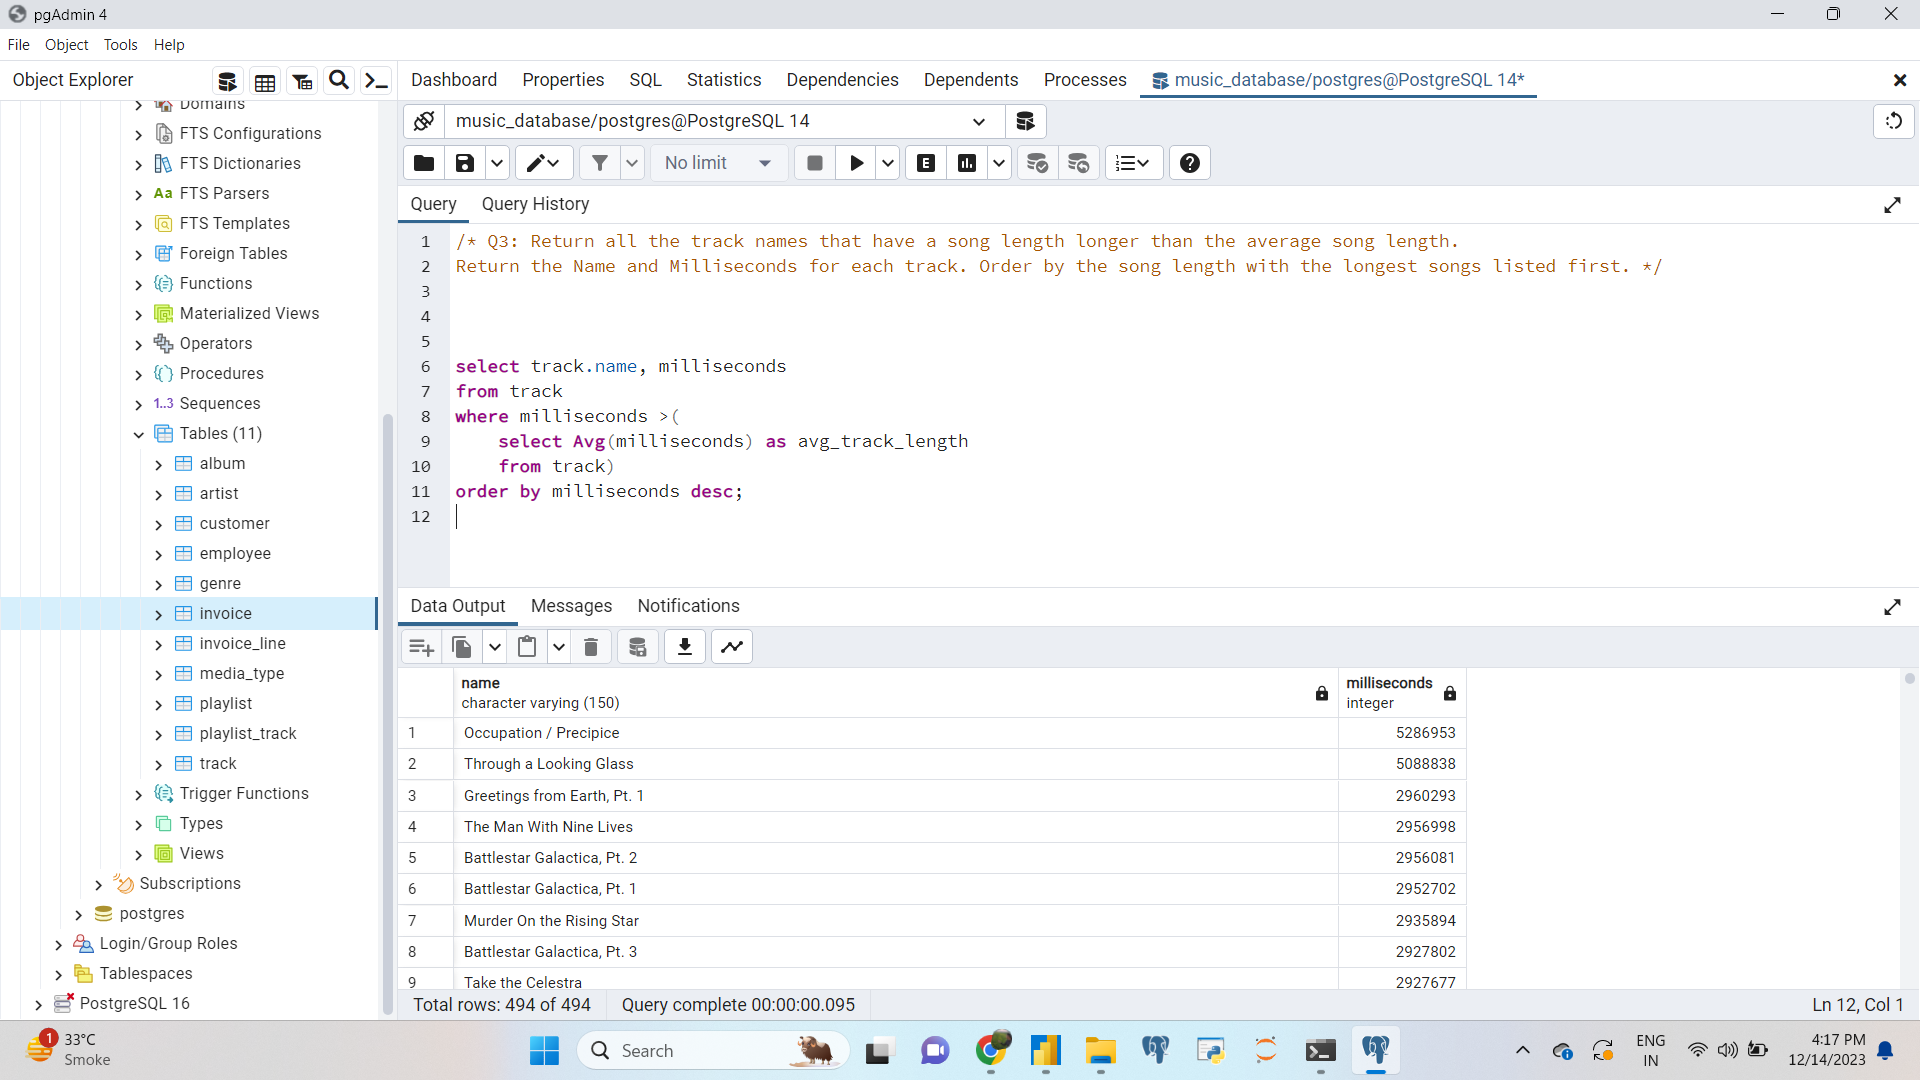 pgAdmin 4
File Object Tools Help
Object Explorer
Dashboard Properties SQL Statistics Dependencies Dependents Processes music_database/postgres@PostgreSQL 14*
music_database/postgres@PostgreSQL 14
No limit
E
Query Query History
1 /* Q3: Return all the track names that have a song length longer than the average song length.
2 Return the Name and Milliseconds for each track. Order by the song length with the longest songs listed first. */
3
4
5
6 select track.name, milliseconds
7 from track
8 where milliseconds >(
9 select Avg(milliseconds) as avg_track_length
10 from track)
11 order by milliseconds desc;
12
Domains
FTS Configurations
FTS Dictionaries
Aa FTS Parsers
FTS Templates
Foreign Tables
Functions
Materialized Views
Operators
Procedures
1..3 Sequences
Tables (11)
album
artist
customer
employee
genre
invoice
invoice_line
media_type
playlist
playlist_track
track
Trigger Functions
Types
Views
Subscriptions
postgres
Login/Group Roles
Tablespaces
PostgreSQL 16
Data Output Messages Notifications
name milliseconds
character varying (150) integer
1 Occupation / Precipice 5286953
2 Through a Looking Glass 5088838
3 Greetings from Earth, Pt. 1 2960293
4 The Man With Nine Lives 2956998
5 Battlestar Galactica, Pt. 2 2956081
6 Battlestar Galactica, Pt. 1 2952702
7 Murder On the Rising Star 2935894
8 Battlestar Galactica, Pt. 3 2927802
9 Take the Celestra 2927677
Total rows: 494 of 494 Query complete 00:00:00.095 Ln 12, Col 1
1
33°C
Smoke
Search
ENG
IN
4:17 PM
12/14/2023